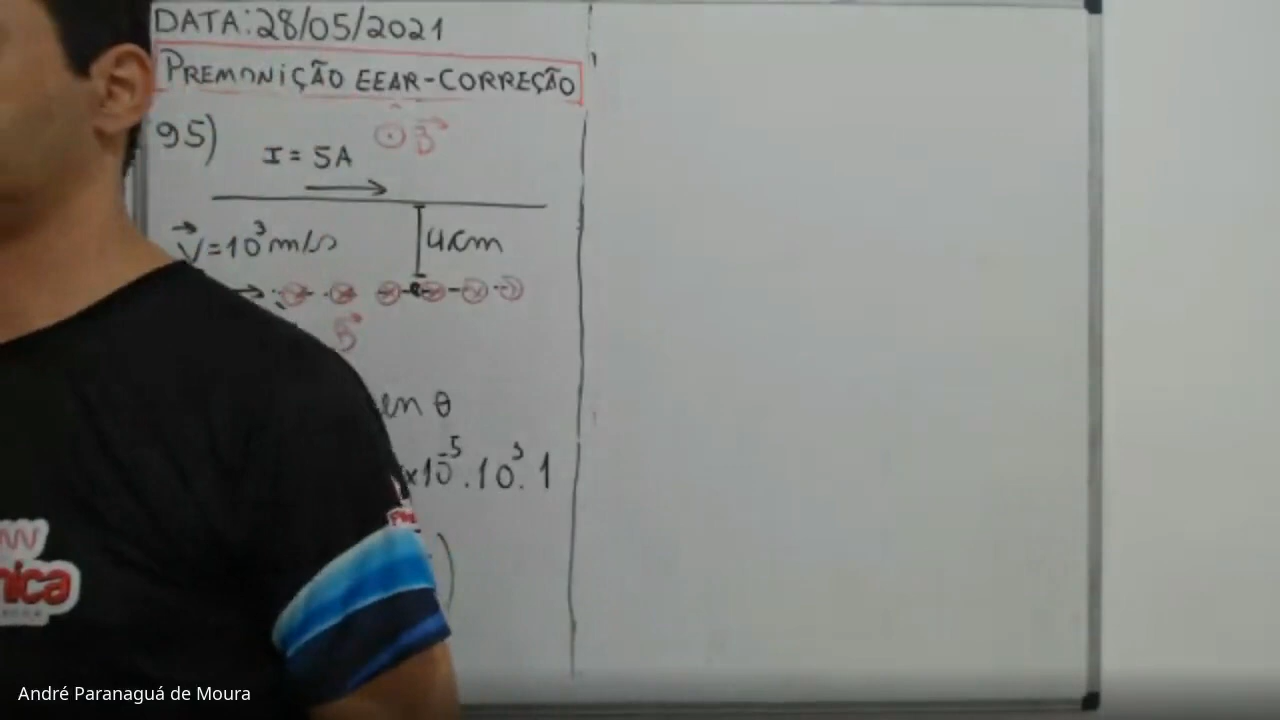 DATA: 28/05/2021
PREMONIÇÃO EEAR-CORREÇÃO
95)
I = 5A
B
V = 10³ m/s
4cm
B
en θ
x10⁻⁵.10³.1
nica
André Paranaguá de Moura